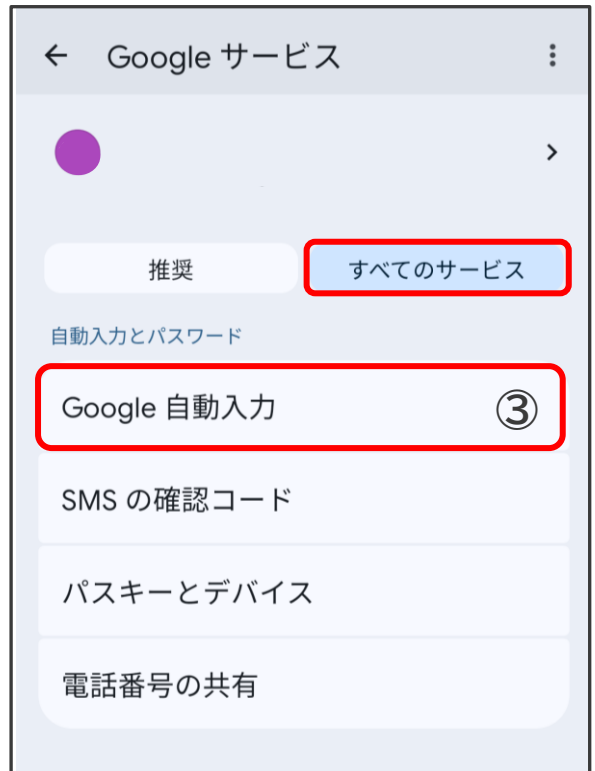 Google サービス
推奨
すべてのサービス
自動入力とパスワード
Google 自動入力
③
SMS の確認コード
パスキーとデバイス
電話番号の共有